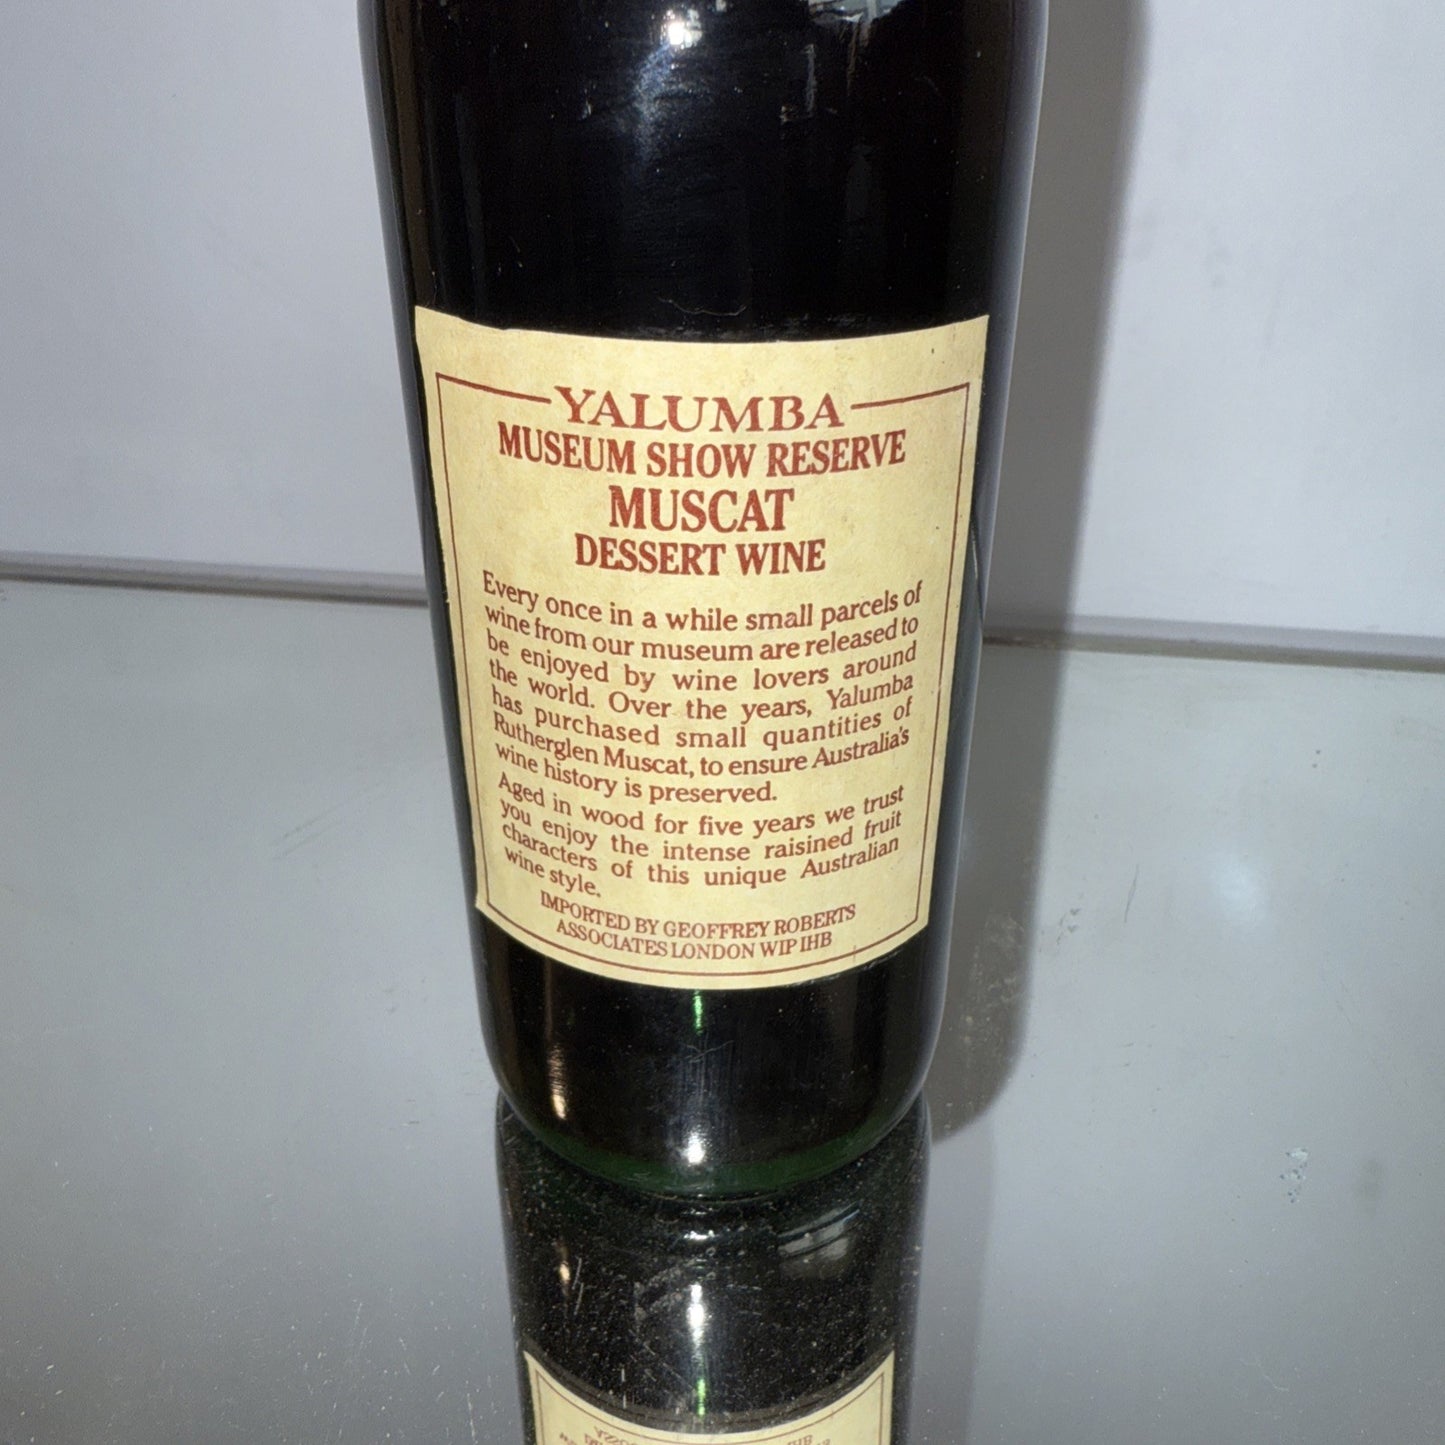 YALUMBA
MUSEUM SHOW RESERVE
MUSCAT
DESSERT WINE
Every once in a while small parcels of
wine from our museum are released to
be enjoyed by wine lovers around
the world. Over the years, Yalumba
has purchased small quantities of
Rutherglen Muscat, to ensure Australia's
wine history is preserved.
Aged in wood for five years we trust
you enjoy the intense raisined fruit
characters of this unique Australian
wine style.
IMPORTED BY GEOFFREY ROBERTS
ASSOCIATES LONDON WIP IHB